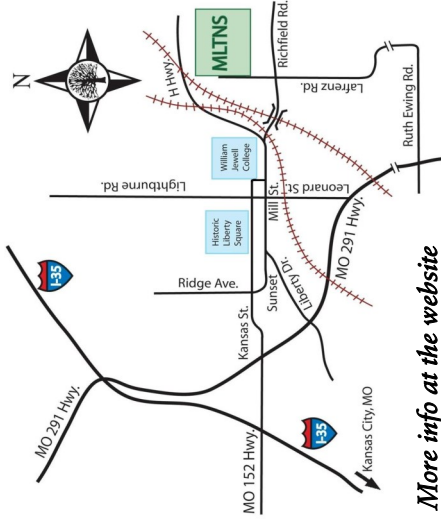 N
H Hwy.
MLTNS
Richfield Rd.
Lafrenz Rd.
Ruth Ewing Rd.
William
Jewell
College
Lightburne Rd.
Leonard St.
Mill St.
Historic
Liberty
Square
MO 291 Hwy.
Ridge Ave.
Sunset
Liberty Dr.
Kansas St.
I-35
MO 291 Hwy.
MO 152 Hwy.
I-35
Kansas City, MO
More info at the website